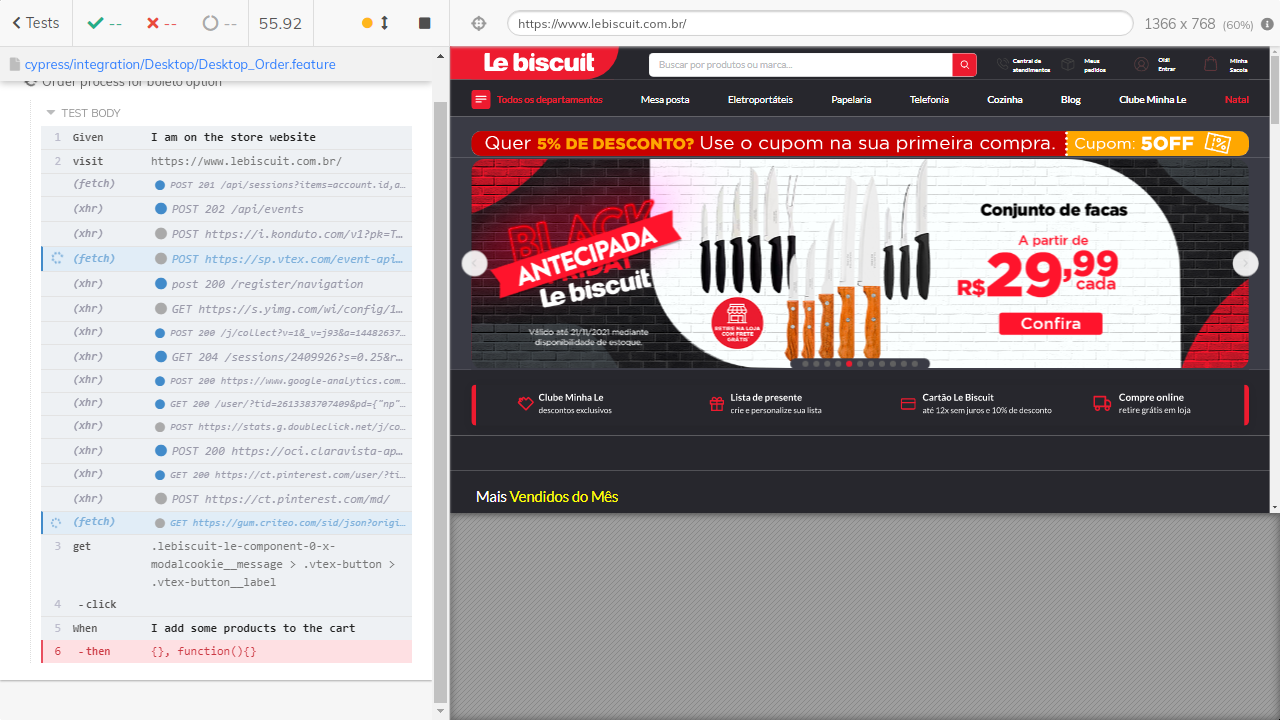 Tests
--
--
--
55.92
https://www.lebiscuit.com.br/
1366 x 768 (60%)
cypress/integration/Desktop/Desktop_Order.feature
Order process for boleto option
TEST BODY
1 Given I am on the store website
2 visit https://www.lebiscuit.com.br/
(fetch) POST 201 /api/sessions?items=account.id,a…
(xhr) POST 202 /api/events
(xhr) POST https://i.konduto.com/v1?pk=T…
(fetch) POST https://sp.vtex.com/event-api…
(xhr) post 200 /register/navigation
(xhr) GET https://s.yimg.com/wi/config/1…
(xhr) GET 204 /sessions/2409926?s=0.25&r…
(xhr) POST 200 https://www.google-analytics.com…
(xhr) GET 200 /user/?tid=2613383707409&pd={"np"…
(xhr) POST https://stats.g.doubleclick.net/j/co…
(xhr) POST 200 https://oci.claravista-ap…
(xhr) GET 200 https://ct.pinterest.com/user/?ti…
(xhr) POST https://ct.pinterest.com/md/
(fetch) GET https://gum.criteo.com/sid/json?origi…
3 get .lebiscuit-le-component-0-x-
modalcookie__message > .vtex-button >
.vtex-button__label
4 -click
5 When I add some products to the cart
6 -then {}, function(){}
Le biscuit
Buscar por produtos ou marca...
Central de
atendimentos
Meus
pedidos
Olá!
Entrar
Minha
Sacola
Todos os departamentos
Mesa posta
Eletroportáteis
Papelaria
Telefonia
Cozinha
Blog
Clube Minha Le
Natal
Quer 5% DE DESCONTO? Use o cupom na sua primeira compra.
Cupom: 5OFF
BLACK
ANTECIPADA
FRIDAY
Le biscuit
Válido até 21/11/2021 mediante
disponibilidade de estoque.
RETIRE NA LOJA
COM FRETE
GRÁTIS*
Conjunto de facas
A partir de
R$29,99
cada
Confira
Clube Minha Le
descontos exclusivos
Lista de presente
crie e personalize sua lista
Cartão Le Biscuit
até 12x sem juros e 10% de desconto
Compre online
retire grátis em loja
Mais Vendidos do Mês